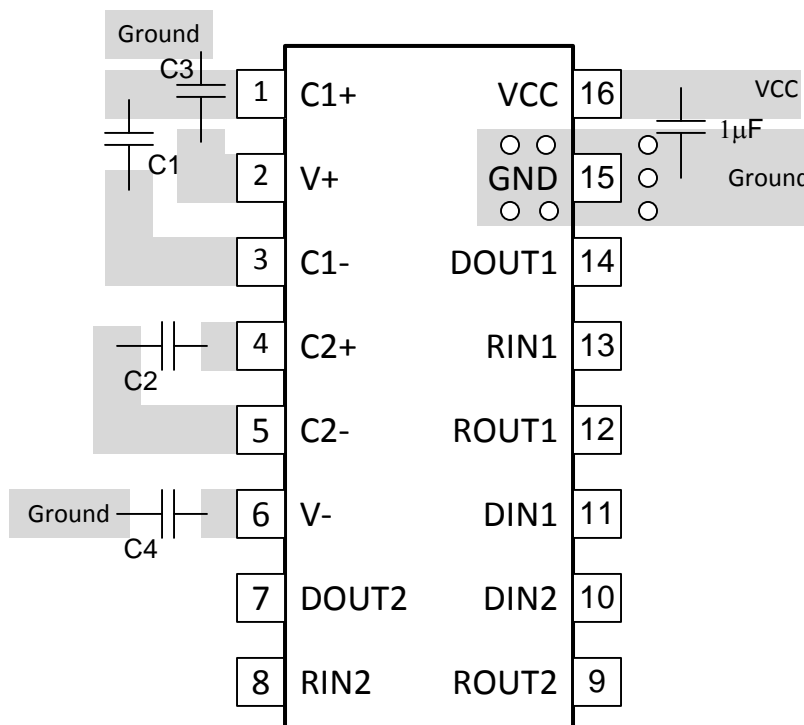 Ground
C3
1 C1+ VCC 16 VCC
C1
1µF
2 V+ GND 15 Ground
3 C1- DOUT1 14
4 C2+ RIN1 13
C2
5 C2- ROUT1 12
Ground
6 V- DIN1 11
C4
7 DOUT2 DIN2 10
8 RIN2 ROUT2 9